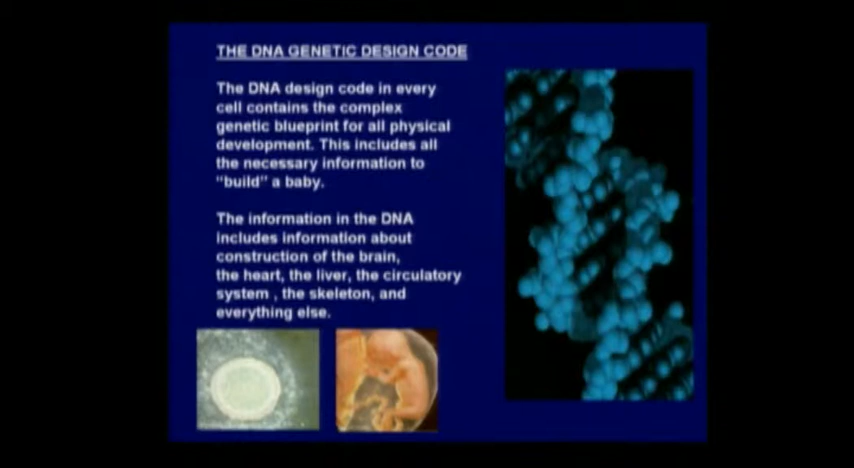 THE DNA GENETIC DESIGN CODE
The DNA design code in every
cell contains the complex
genetic blueprint for all physical
development. This includes all
the necessary information to
"build" a baby.
The information in the DNA
includes information about
construction of the brain,
the heart, the liver, the circulatory
system , the skeleton, and
everything else.